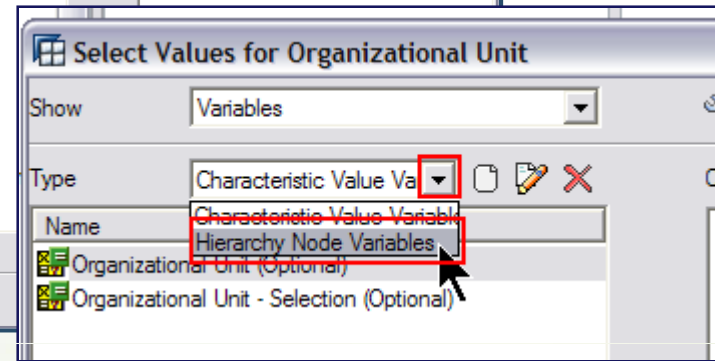 Select Values for Organizational Unit
Show Variables
Type Characteristic Value Va
Characteristic Value Variabl
Name
Hierarchy Node Variables
Organizational Unit (Optional)
Organizational Unit - Selection (Optional)